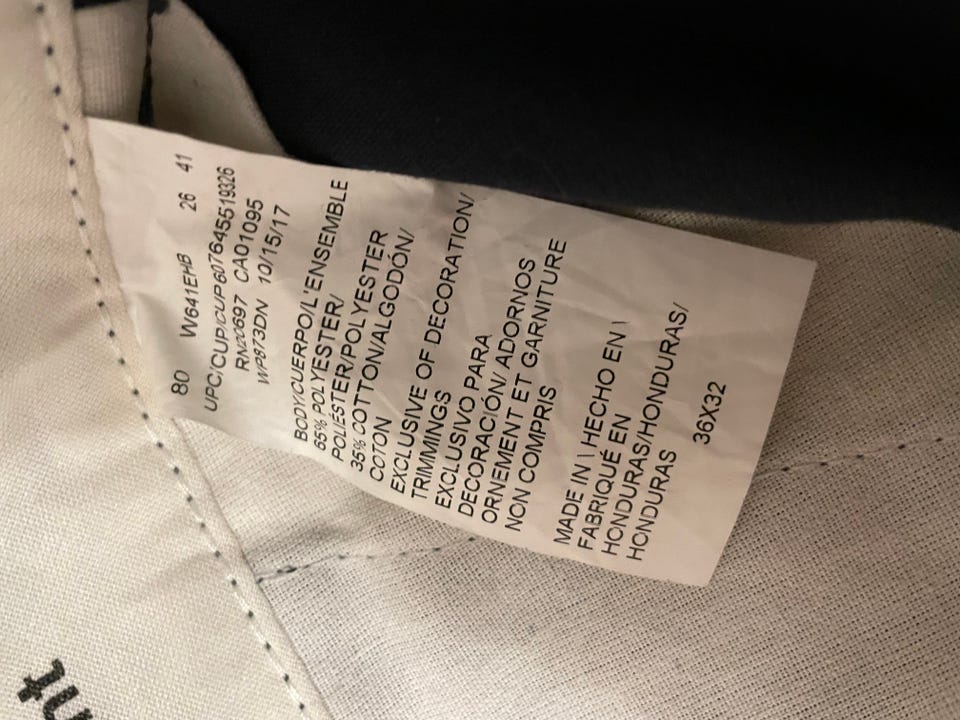 80 W641EHB 26 41
UPC/CUP/CUP607645519326
RN20697 CA01095
WP873DN 10/15/17
BODY/CUERPO/L'ENSEMBLE
65% POLYESTER/
POLIÉSTER/POLYESTER
35% COTTON/ALGODÓN/
COTON
EXCLUSIVE OF DECORATION/
TRIMMINGS
EXCLUSIVO PARA
DECORACIÓN/ ADORNOS
ORNEMENT ET GARNITURE
NON COMPRIS
MADE IN \ HECHO EN \
FABRIQUÉ EN
HONDURAS/HONDURAS/
HONDURAS
36X32
nt